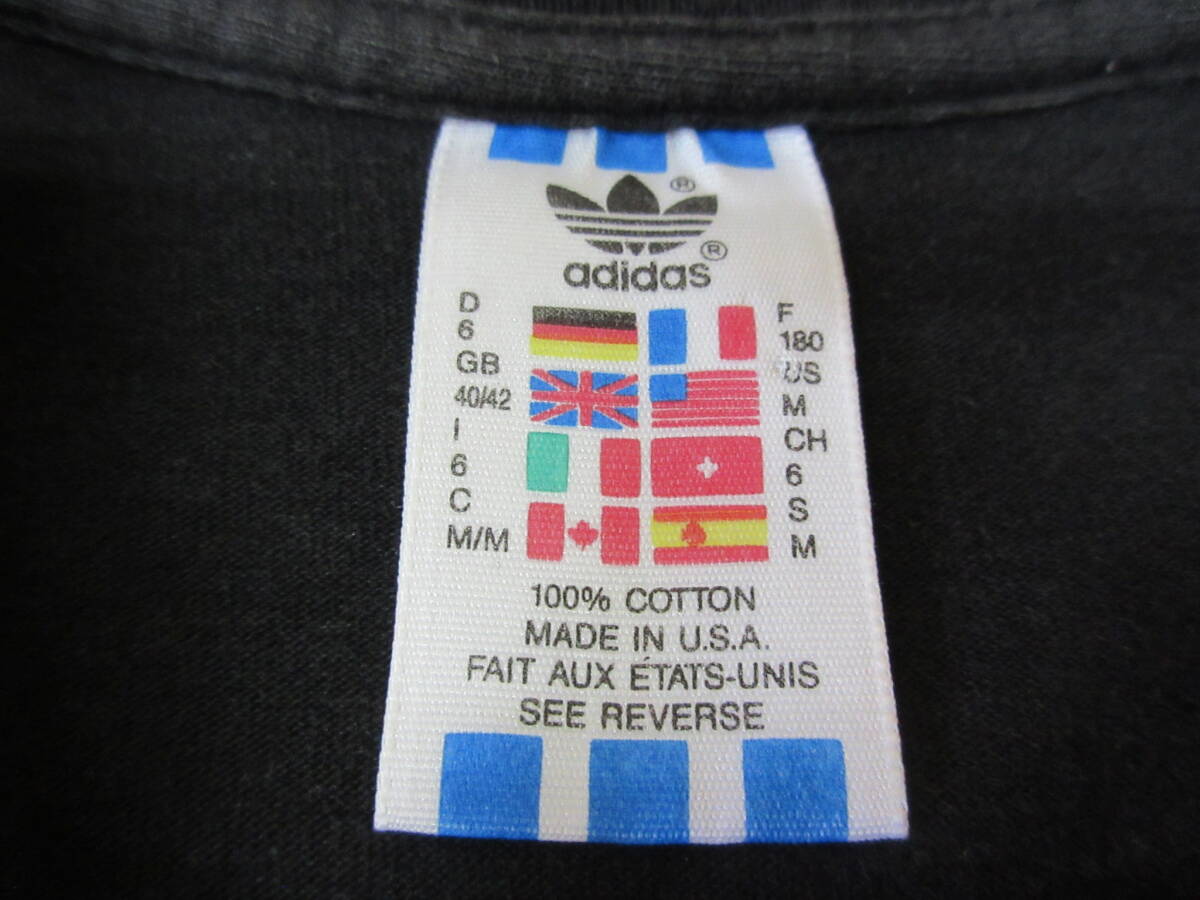 ®
®
adidas
D
6
GB
40/42
I
6
C
M/M
F
180
US
M
CH
6
S
M
100% COTTON
MADE IN U.S.A.
FAIT AUX ÉTATS-UNIS
SEE REVERSE